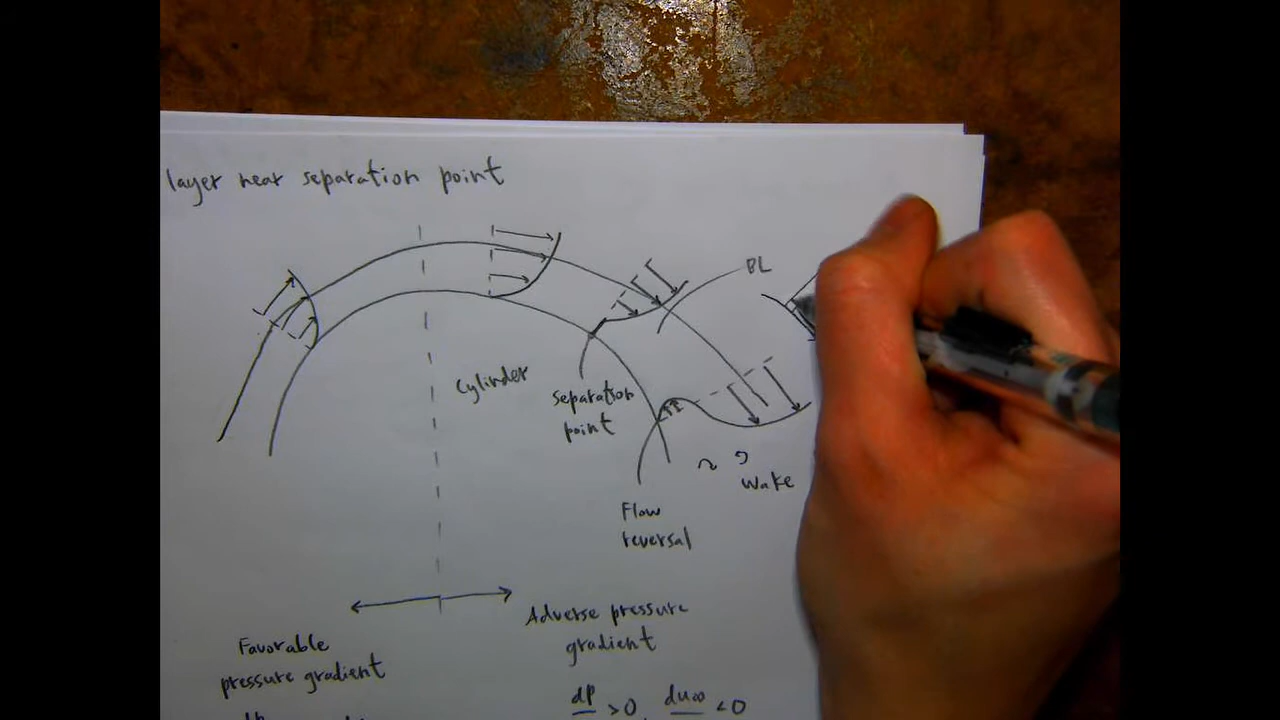 layer near separation point
BL
cylinder
separation
point
wake
Flow
reversal
Adverse pressure
gradient
Favorable
pressure gradient
dp/ >0, du∞/ <0